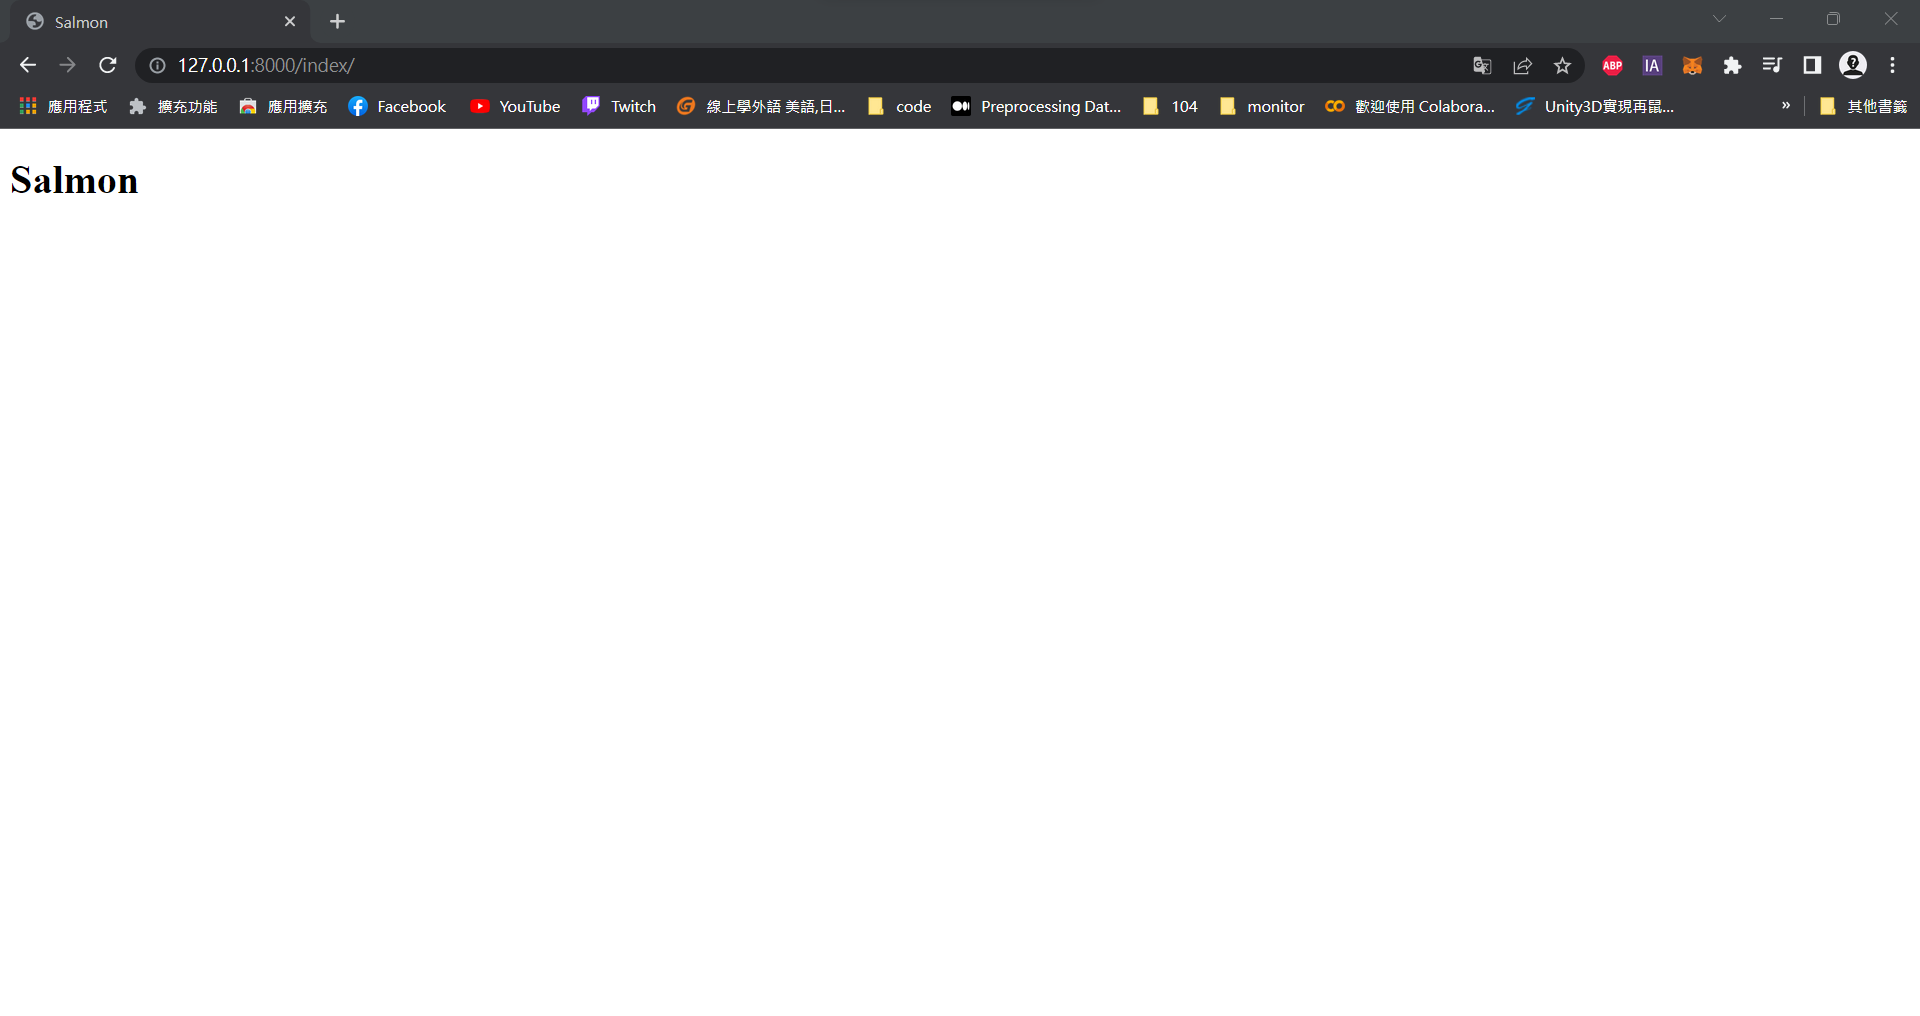 Salmon
127.0.0.1:8000/index/
ABP
IA
應用程式 擴充功能 應用擴充 Facebook YouTube Twitch 線上學外語 美語,日... code Preprocessing Dat... 104 monitor 歡迎使用 Colabora... Unity3D實現再鼠... » 其他書籤
Salmon